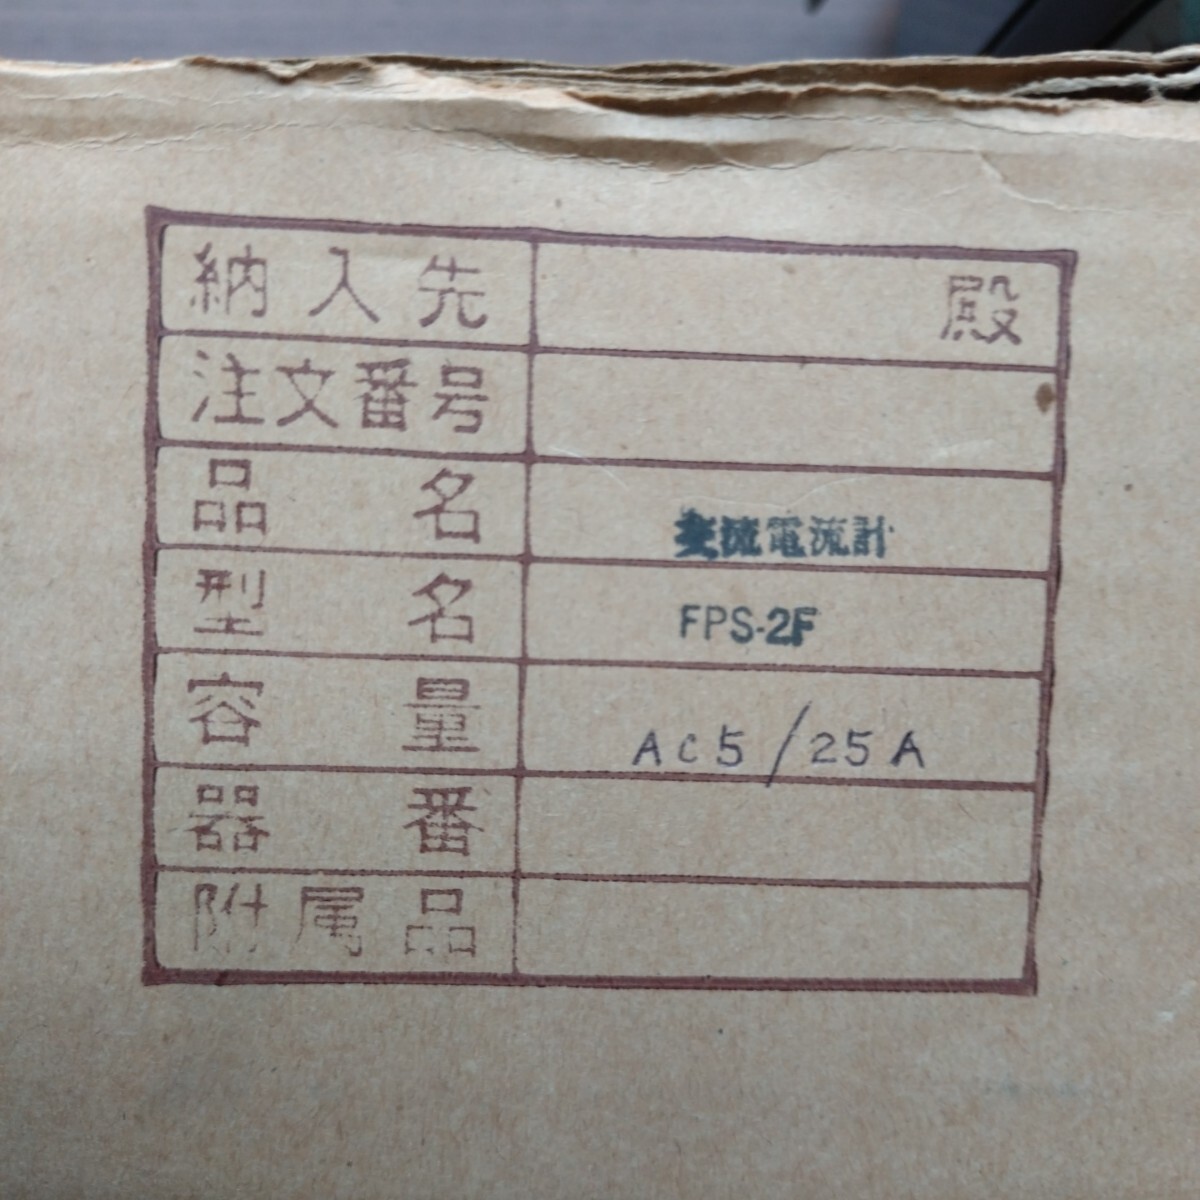 納入先 殿
注文番号
品名 交流電流計
型名 FPS-2F
容量 AC5/25A
器番
附属品